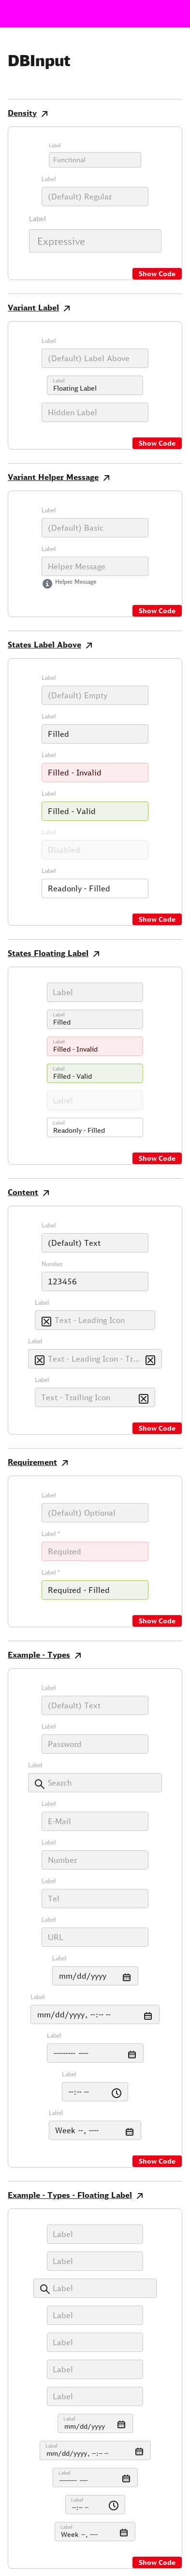 DBInput
Density
Label
Functional
Label
(Default) Regular
Label
Expressive
Show Code
Variant Label
Label
(Default) Label Above
Label
Floating Label
Hidden Label
Show Code
Variant Helper Message
Label
(Default) Basic
Label
Helper Message
Helper Message
Show Code
States Label Above
Label
(Default) Empty
Label
Filled
Label
Filled - Invalid
Label
Filled - Valid
Label
Disabled
Label
Readonly - Filled
Show Code
States Floating Label
Label
Label
Filled
Label
Filled - Invalid
Label
Filled - Valid
Label
Label
Readonly - Filled
Show Code
Content
Label
(Default) Text
Number
123456
Label
Text - Leading Icon
Label
Text - Leading Icon - Tr...
Label
Text - Trailing Icon
Show Code
Requirement
Label
(Default) Optional
Label *
Required
Label *
Required - Filled
Show Code
Example - Types
Label
(Default) Text
Label
Password
Label
Search
Label
E-Mail
Label
Number
Label
Tel
Label
URL
Label
mm/dd/yyyy
Label
mm/dd/yyyy, --:-- --
Label
--------- ----
Label
--:-- --
Label
Week --, ----
Show Code
Example - Types - Floating Label
Label
Label
Label
Label
Label
Label
Label
Label
mm/dd/yyyy
Label
mm/dd/yyyy, --:-- --
Label
--------- ----
Label
--:-- --
Label
Week --, ----
Show Code